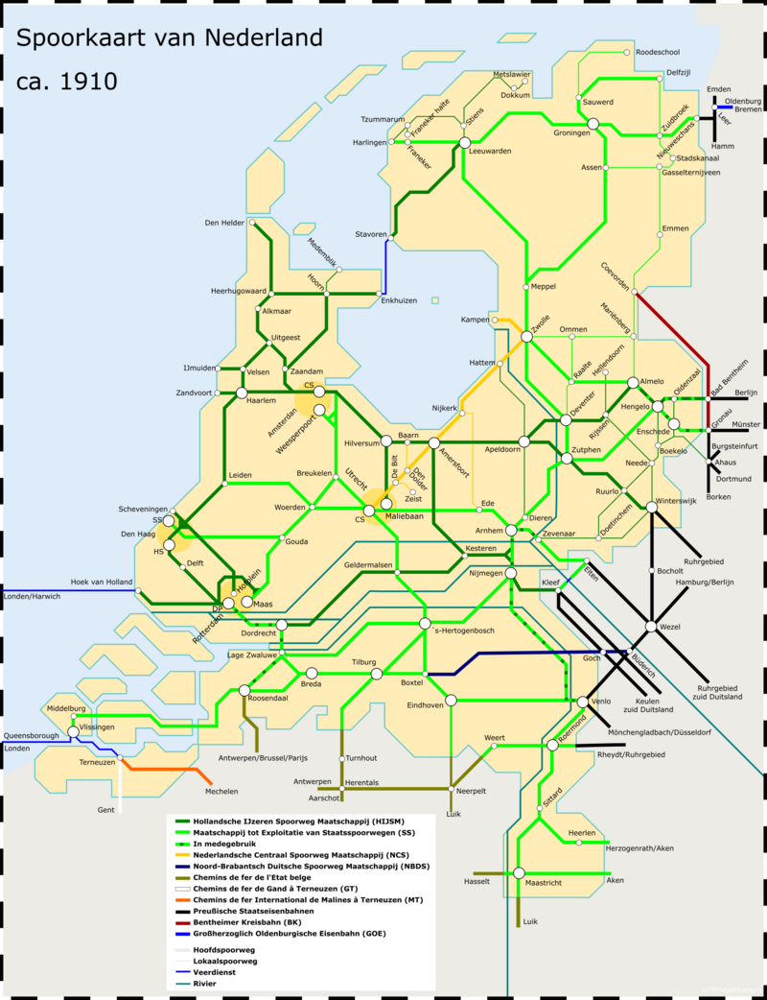 Spoorkaart van Nederland
ca. 1910
Roodeschool
Metslawier
Delfzijl
Dokkum
Emden
Sauwerd
Oldenburg
Bremen
Tzummarum
Franeker halte
Stiens
Zuidbroek
Leer
Groningen
Nieuweschans
Harlingen
Franeker
Leeuwarden
Hamm
Stadskanaal
Assen
Gasselternijveen
Den Helder
Stavoren
Emmen
Medemblik
Coevorden
Hoorn
Heerhugowaard
Enkhuizen
Meppel
Alkmaar
Kampen
Zwolle
Mariënberg
Ommen
Uitgeest
Hattem
Hellendoorn
IJmuiden
Velsen
Zaandam
Raalte
Almelo
Oldenzaal
Bad Bentheim
Zandvoort
CS
Berlijn
Haarlem
Amsterdan
Weesperpoort
Nijkerk
Deventer
Hengelo
Rijssen
Gronau
Münster
Enschede
Hilversum
Baarn
Amersfoort
Apeldoorn
Zutphen
Boekelo
Burgsteinfurt
Ahaus
Dortmund
De Bilt
Den Dolder
Neede
Leiden
Breukelen
Utrecht
Zeist
Ruurlo
Borken
Scheveningen
Woerden
Ede
Winterswijk
SS
CS
Maliebaan
Dieren
Doetinchem
Den Haag
Gouda
Arnhem
Zevenaar
HS
Kesteren
Ruhrgebied
Delft
Geldermalsen
Nijmegen
Elten
Bocholt
Hoek van Holland
Hofplein
Kleef
Hamburg/Berlijn
Londen/Harwich
DP
Maas
Rotterdam
Dordrecht
's-Hertogenbosch
Wezel
Lage Zwaluwe
Tilburg
Goch
Büderich
Breda
Boxtel
Ruhrgebied
zuid Duitsland
Roosendaal
Keulen
zuid Duitsland
Middelburg
Eindhoven
Venlo
Vlissingen
Queensborough
Londen
Mönchengladbach/Düsseldorf
Weert
Roermond
Terneuzen
Antwerpen/Brussel/Parijs
Turnhout
Rheydt/Ruhrgebied
Antwerpen
Herentals
Neerpelt
Mechelen
Aarschot
Sittard
Gent
Luik
Hollandsche IJzeren Spoorweg Maatschappij (HIJSM)
Maatschappij tot Exploitatie van Staatsspoorwegen (SS)
In medegebruik
Nederlandsche Centraal Spoorweg Maatschappij (NCS)
Noord-Brabantsch Duitsche Spoorweg Maatschappij (NBDS)
Chemins de fer de l'Etat belge
Chemins de fer de Gand à Terneuzen (GT)
Chemins de fer International de Malines à Terneuzen (MT)
Preußische Staatseisenbahnen
Bentheimer Kreisbahn (BK)
Großherzoglich Oldenburgische Eisenbahn (GOE)
Hoofdspoorweg
Lokaalspoorweg
Veerdienst
Rivier
Heerlen
Herzogenrath/Aken
Hasselt
Maastricht
Aken
Luik